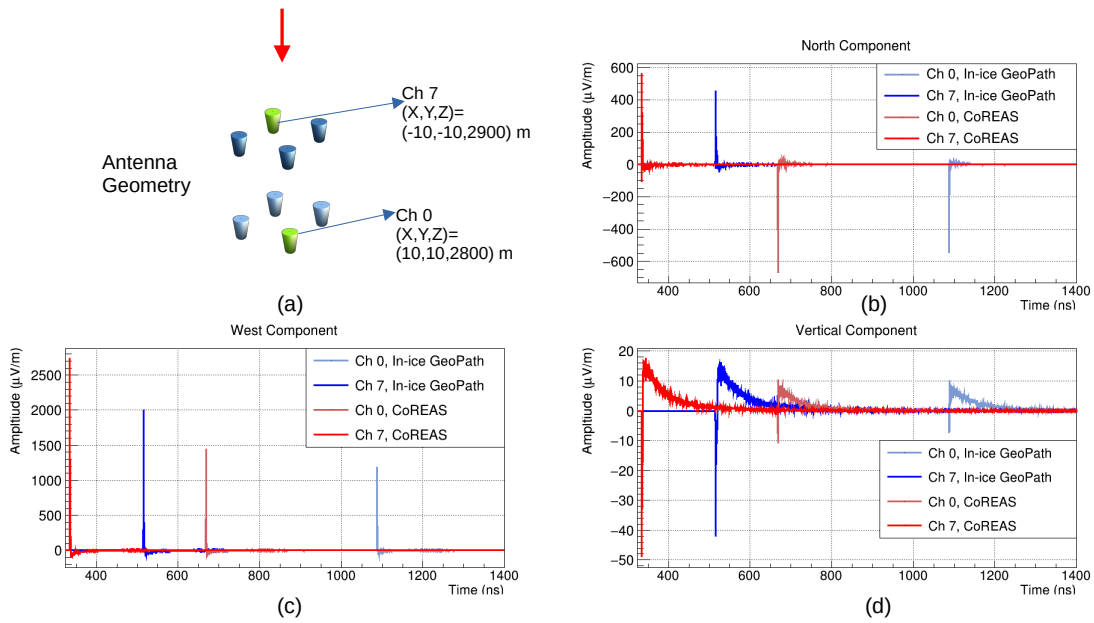 Ch 7
(X,Y,Z)=
(-10,-10,2900) m
Antenna
Geometry
Ch 0
(X,Y,Z)=
(10,10,2800) m
(a)
North Component
Amplitude (μV/m)
600
400
200
0
−200
−400
−600
400
600
800
1000
1200
1400
Time (ns)
Ch 0, In-ice GeoPath
Ch 7, In-ice GeoPath
Ch 0, CoREAS
Ch 7, CoREAS
(b)
West Component
Amplitude (μV/m)
2500
2000
1500
1000
500
0
400
600
800
1000
1200
1400
Time (ns)
Ch 0, In-ice GeoPath
Ch 7, In-ice GeoPath
Ch 0, CoREAS
Ch 7, CoREAS
(c)
Vertical Component
Amplitude (μV/m)
20
10
0
−10
−20
−30
−40
−50
400
600
800
1000
1200
1400
Time (ns)
Ch 0, In-ice GeoPath
Ch 7, In-ice GeoPath
Ch 0, CoREAS
Ch 7, CoREAS
(d)